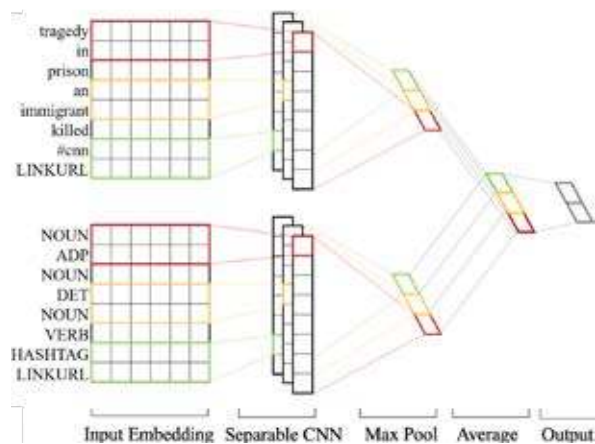 tragedy
in
prison
an
immigrant
killed
#cnn
LINKURL
NOUN
ADP
NOUN
DET
NOUN
VERB
HASHTAG
LINKURL
Input Embedding Separable CNN Max Pool Average Output